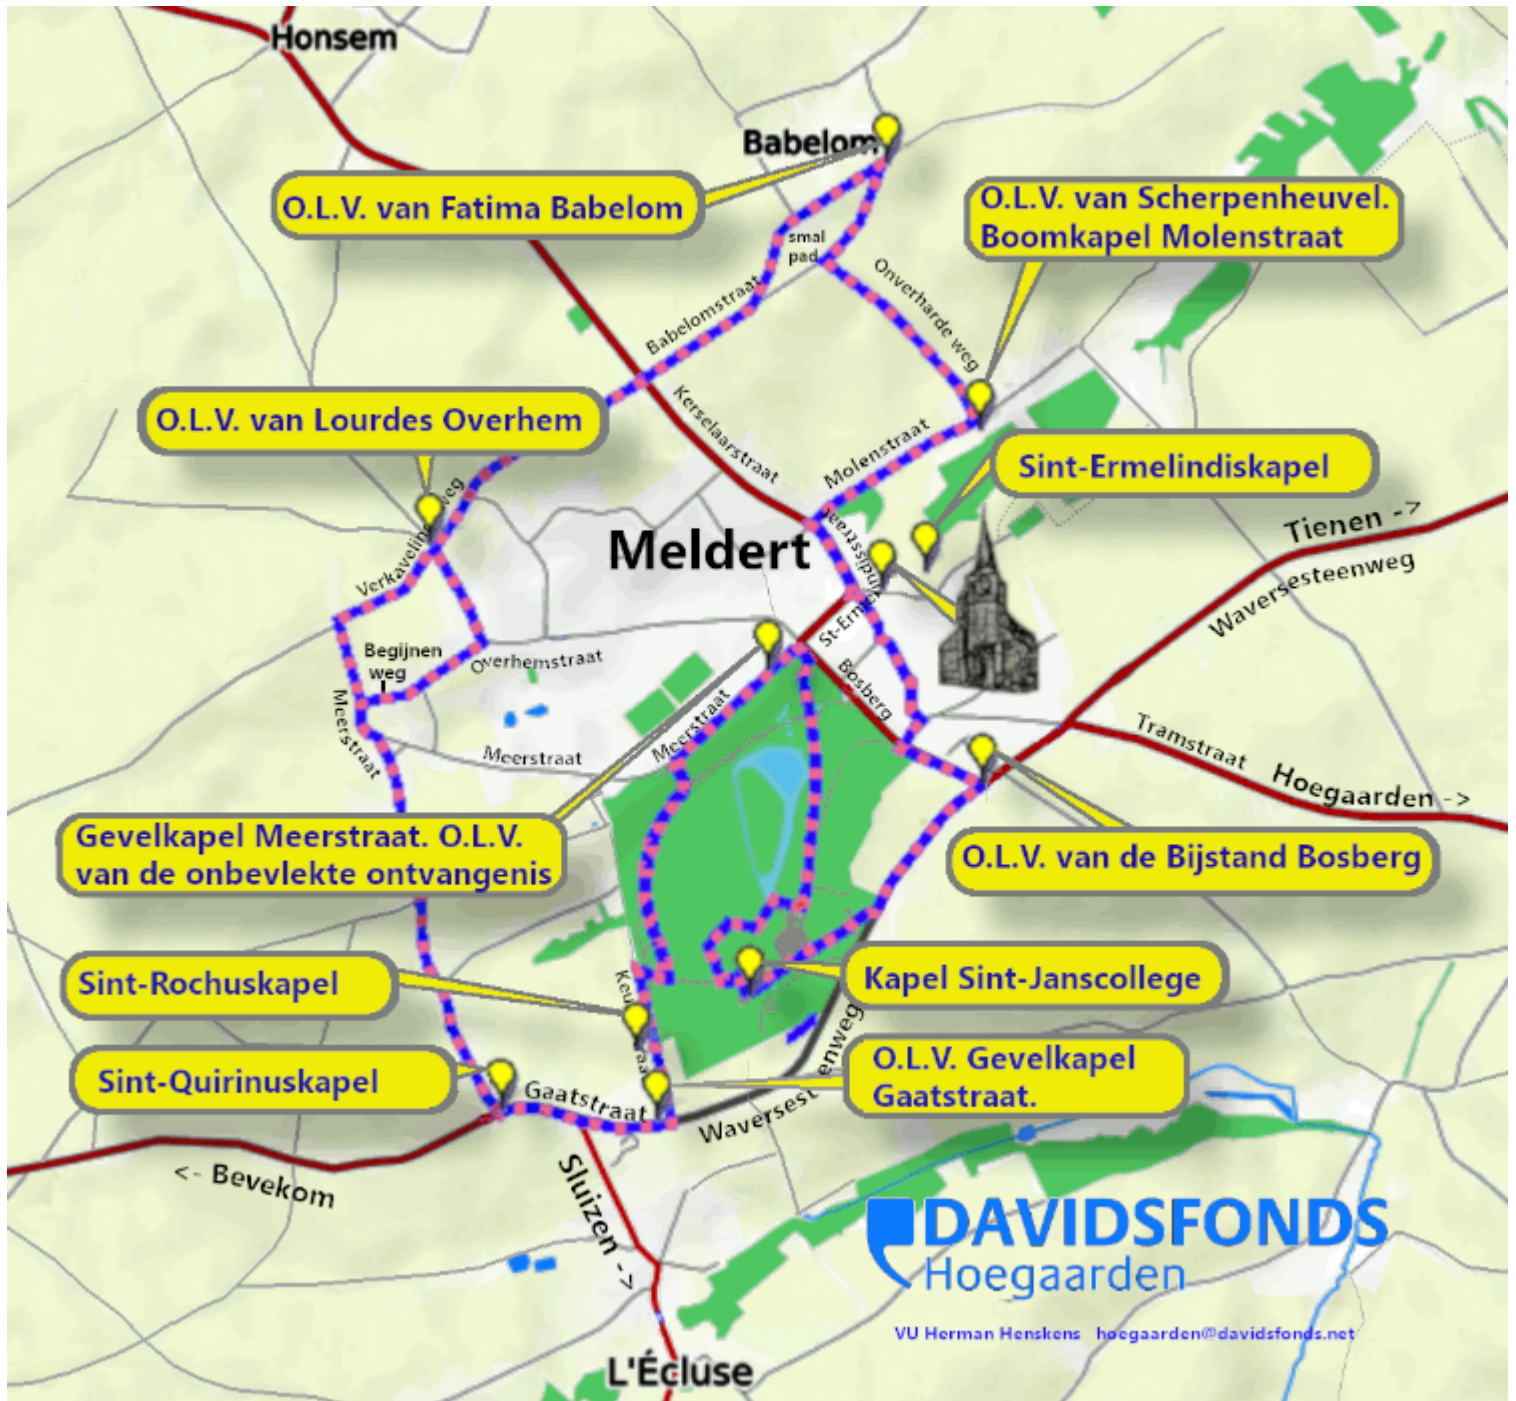 Honsem
Babelom
O.L.V. van Fatima Babelom
O.L.V. van Scherpenheuvel.
Boomkapel Molenstraat
smal
pad
Onverharde weg
Babelomstraat
O.L.V. van Lourdes Overhem
Kerselaarstraat
Molenstraat
Sint-Ermelindiskapel
Meldert
Tienen ->
Waversesteenweg
Begijnen
weg
Overhemstraat
Bosberg
Meerstraat
Meerstraat
Meerstraat
Tramstraat
Hoegaarden ->
Gevelkapel Meerstraat. O.L.V.
van de onbevlekte ontvangenis
O.L.V. van de Bijstand Bosberg
Sint-Rochuskapel
Kapel Sint-Janscollege
Sint-Quirinuskapel
O.L.V. Gevelkapel
Gaatstraat.
Gaatstraat
<- Bevekom
Sluizen ->
DAVIDSFONDS
Hoegaarden
VU Herman Henskens hoegaarden@davidsfonds.net
L'Écluse